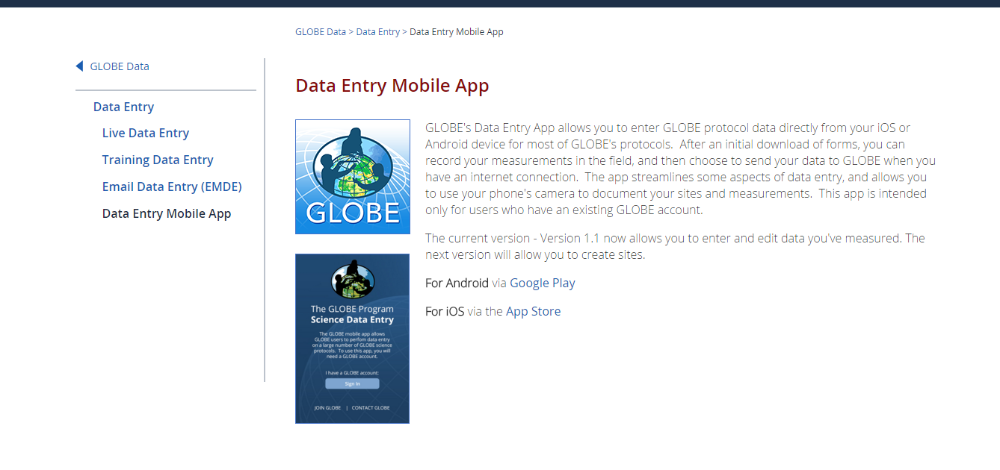 GLOBE Data > Data Entry > Data Entry Mobile App
GLOBE Data
Data Entry
Live Data Entry
Training Data Entry
Email Data Entry (EMDE)
Data Entry Mobile App
Data Entry Mobile App
GLOBE
GLOBE's Data Entry App allows you to enter GLOBE protocol data directly from your iOS or
Android device for most of GLOBE's protocols.  After an initial download of forms, you can
record your measurements in the field, and then choose to send your data to GLOBE when you
have an internet connection.  The app streamlines some aspects of data entry, and allows you
to use your phone's camera to document your sites and measurements.  This app is intended
only for users who have an existing GLOBE account.
The current version - Version 1.1 now allows you to enter and edit data you've measured. The
next version will allow you to create sites.
For Android via Google Play
For iOS via the App Store
The GLOBE Program
Science Data Entry
The GLOBE mobile app allows
GLOBE users to perfom data entry
on a large number of GLOBE science
protocols.  To use this app, you will
need a GLOBE account.
I have a GLOBE account:
Sign In
JOIN GLOBE | CONTACT GLOBE